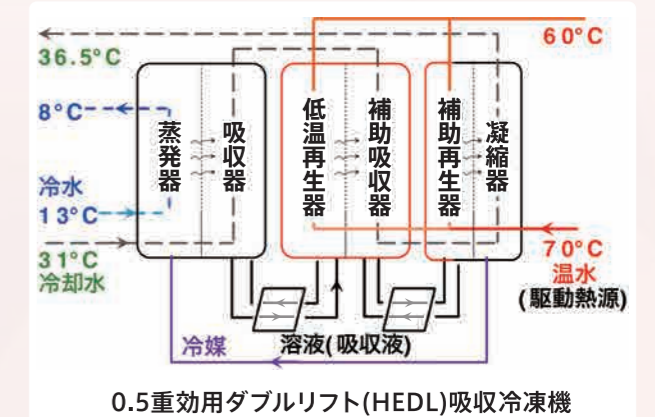 60°C
36.5°C
8°C
冷水
13°C
31°C
冷却水
蒸発器
吸収器
低温再生器
補助吸収器
補助再生器
凝縮器
70°C
温水
(駆動熱源)
冷媒
溶液(吸収液)
0.5重効用ダブルリフト(HEDL)吸収冷凍機